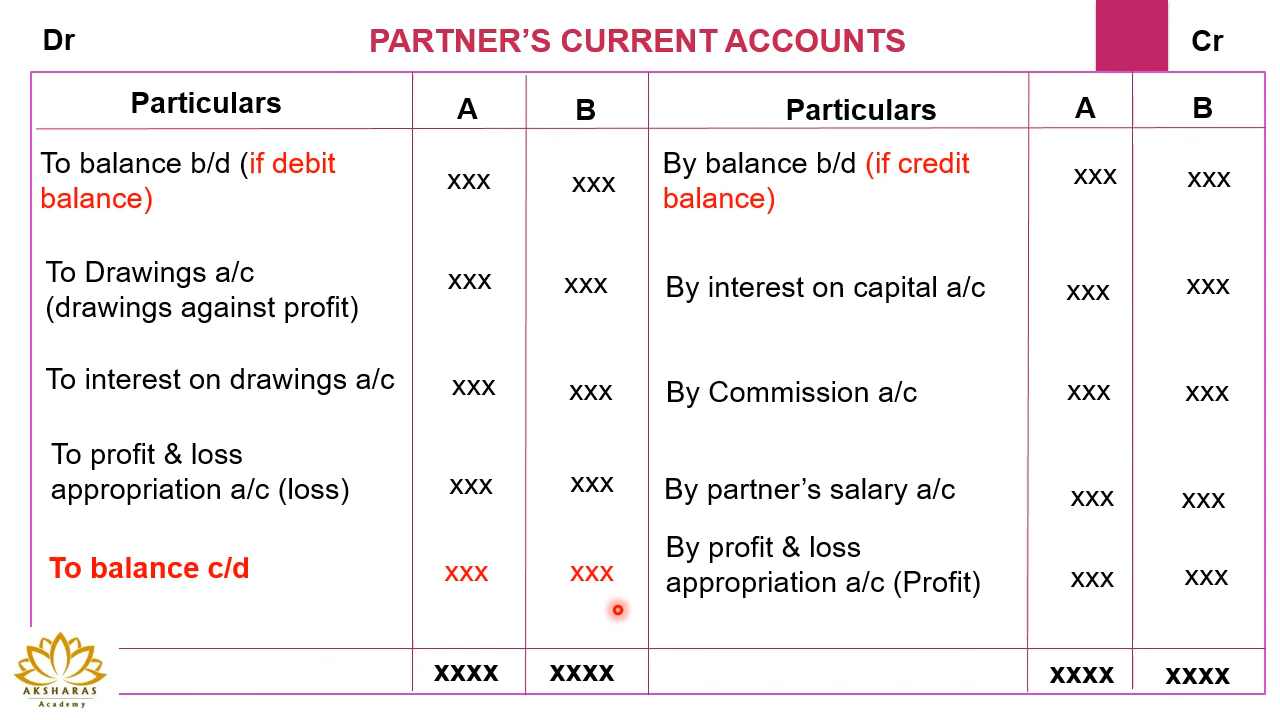 Dr PARTNER’S CURRENT ACCOUNTS Cr
Particulars A B Particulars A B
To balance b/d (if debit
balance) xxx xxx
By balance b/d (if credit
balance) xxx xxx
To Drawings a/c
(drawings against profit) xxx xxx
By interest on capital a/c xxx xxx
To interest on drawings a/c xxx xxx
By Commission a/c xxx xxx
To profit & loss
appropriation a/c (loss) xxx xxx
By partner’s salary a/c xxx xxx
To balance c/d xxx xxx
By profit & loss
appropriation a/c (Profit) xxx xxx
xxxx xxxx xxxx xxxx
AKSHARAS
Academy